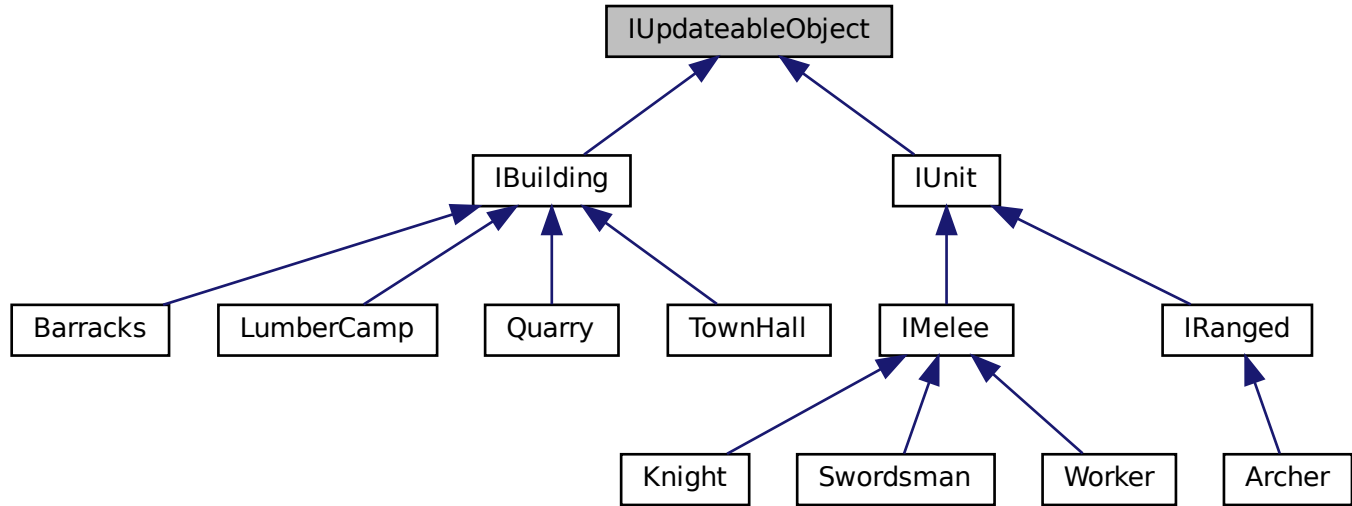 IUpdateableObject
IBuilding
IUnit
Barracks
LumberCamp
Quarry
TownHall
IMelee
IRanged
Knight
Swordsman
Worker
Archer